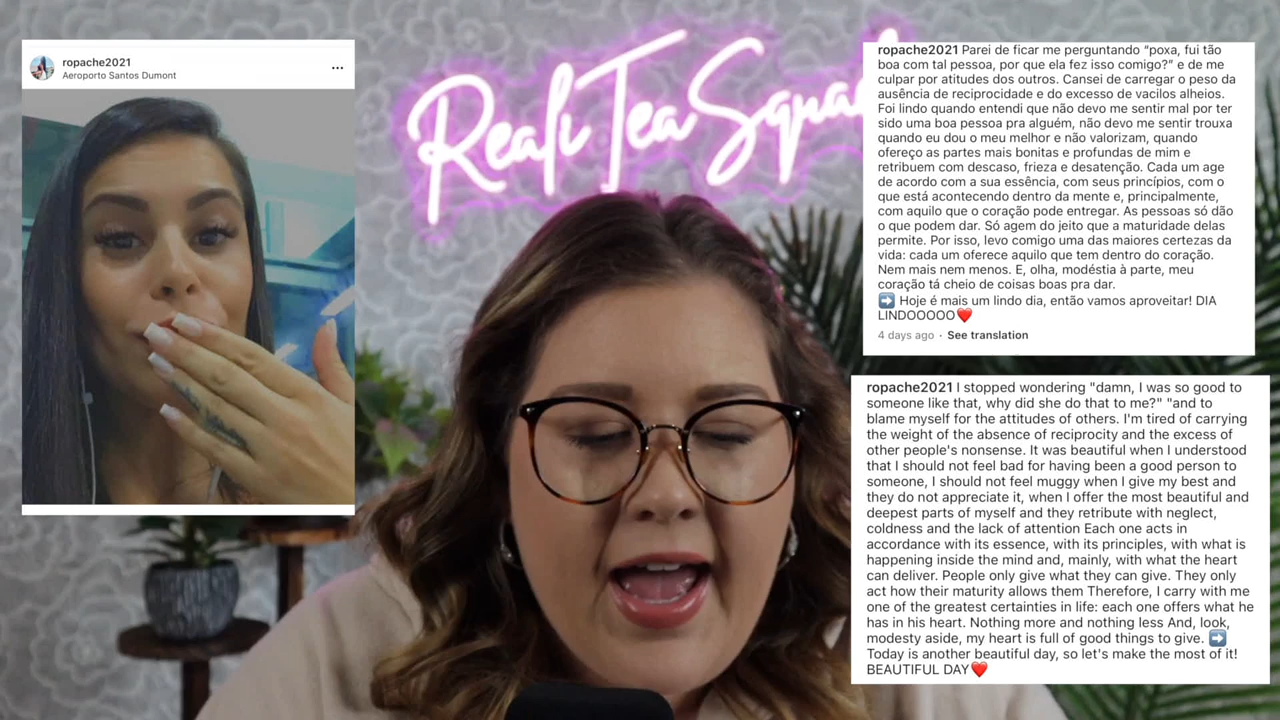 ropache2021
Aeroporto Santos Dumont
Reali Tea Squa
ropache2021 Parei de ficar me perguntando “poxa, fui tão
boa com tal pessoa, por que ela fez isso comigo?” e de me
culpar por atitudes dos outros. Cansei de carregar o peso da
ausência de reciprocidade e do excesso de vacilos alheios.
Foi lindo quando entendi que não devo me sentir mal por ter
sido uma boa pessoa pra alguém, não devo me sentir trouxa
quando eu dou o meu melhor e não valorizam, quando
ofereço as partes mais bonitas e profundas de mim e
retribuem com descaso, frieza e desatenção. Cada um age
de acordo com a sua essência, com seus princípios, com o
que está acontecendo dentro da mente e, principalmente,
com aquilo que o coração pode entregar. As pessoas só dão
o que podem dar. Só agem do jeito que a maturidade delas
permite. Por isso, levo comigo uma das maiores certezas da
vida: cada um oferece aquilo que tem dentro do coração.
Nem mais nem menos. E, olha, modéstia à parte, meu
coração tá cheio de coisas boas pra dar.
➡️ Hoje é mais um lindo dia, então vamos aproveitar! DIA
LINDOOOOO❤️
4 days ago · See translation
ropache2021 I stopped wondering "damn, I was so good to
someone like that, why did she do that to me?" "and to
blame myself for the attitudes of others. I'm tired of carrying
the weight of the absence of reciprocity and the excess of
other people's nonsense. It was beautiful when I understood
that I should not feel bad for having been a good person to
someone, I should not feel muggy when I give my best and
they do not appreciate it, when I offer the most beautiful and
deepest parts of myself and they retribute with neglect,
coldness and the lack of attention Each one acts in
accordance with its essence, with its principles, with what is
happening inside the mind and, mainly, with what the heart
can deliver. People only give what they can give. They only
act how their maturity allows them Therefore, I carry with me
one of the greatest certainties in life: each one offers what he
has in his heart. Nothing more and nothing less And, look,
modesty aside, my heart is full of good things to give. ➡️
Today is another beautiful day, so let's make the most of it!
BEAUTIFUL DAY❤️